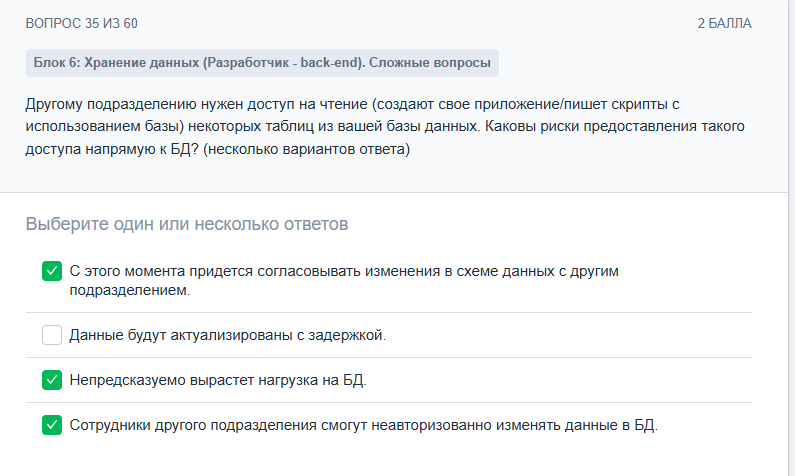 ВОПРОС 35 ИЗ 60
2 БАЛЛА
Блок 6: Хранение данных (Разработчик - back-end). Сложные вопросы
Другому подразделению нужен доступ на чтение (создают свое приложение/пишет скрипты с
использованием базы) некоторых таблиц из вашей базы данных. Каковы риски предоставления такого
доступа напрямую к БД? (несколько вариантов ответа)
Выберите один или несколько ответов
С этого момента придется согласовывать изменения в схеме данных с другим
подразделением.
Данные будут актуализированы с задержкой.
Непредсказуемо вырастет нагрузка на БД.
Сотрудники другого подразделения смогут неавторизованно изменять данные в БД.